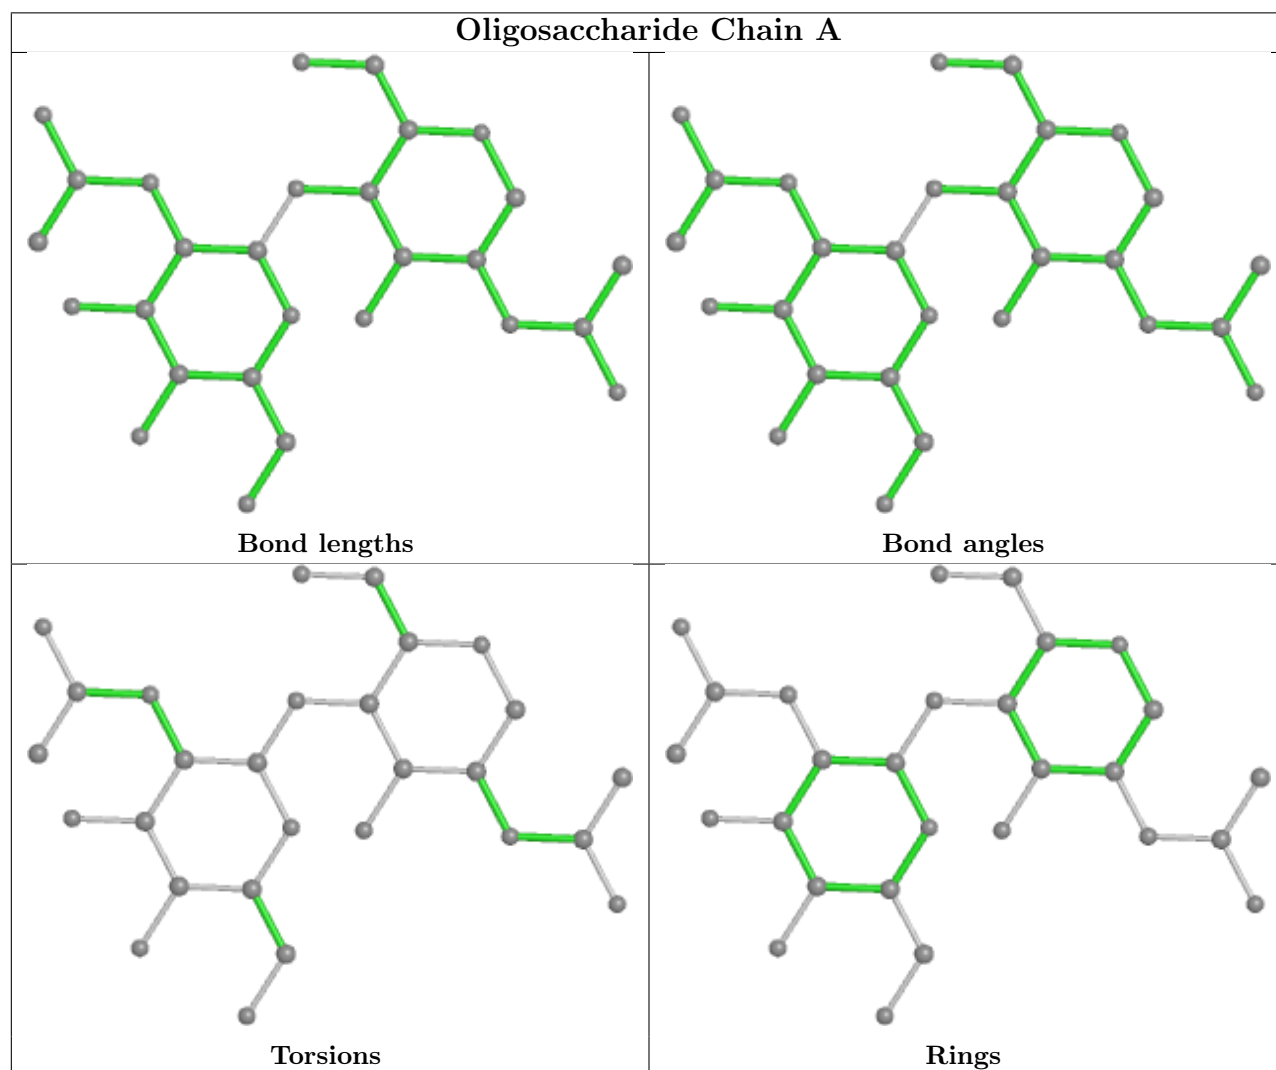 Oligosaccharide Chain A
Bond lengths
Bond angles
Torsions
Rings